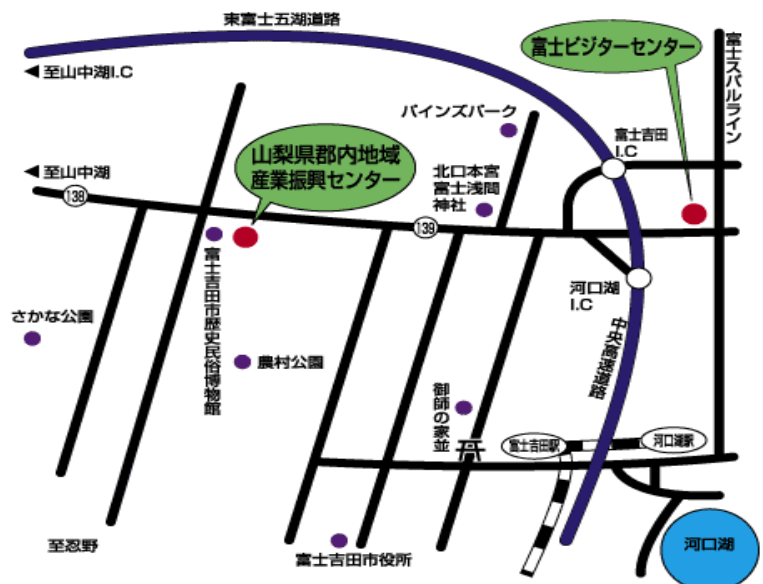 東富士五湖道路
◀至山中湖I.C
富士ビジターセンター
富士スバルライン
パインズパーク
富士吉田
I.C
山梨県郡内地域
産業振興センター
◀至山中湖
北口本宮
富士浅間
神社
138
139
富士吉田市歴史民俗博物館
河口湖
I.C
さかな公園
中央高速道路
農村公園
御師の家並
富士吉田駅
河口湖駅
至忍野
富士吉田市役所
河口湖